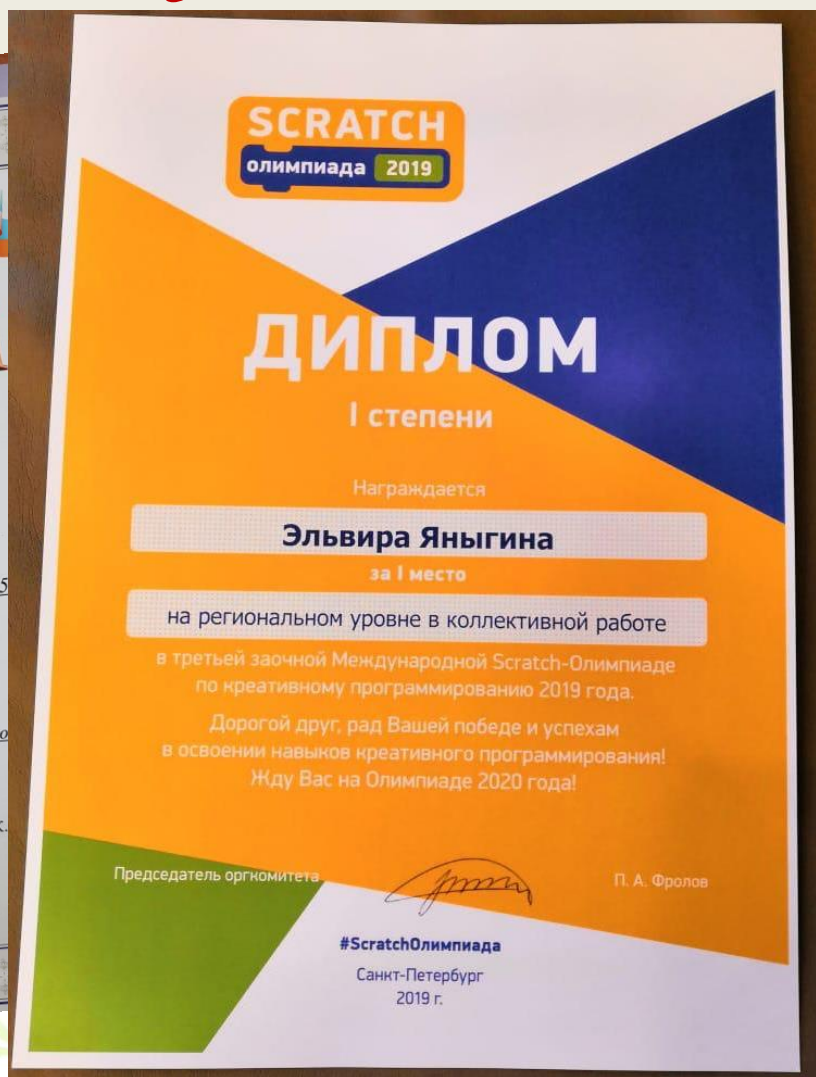 SCRATCH
олимпиада 2019
ДИПЛОМ
I степени
Награждается
Эльвира Яныгина
за I место
на региональном уровне в коллективной работе
в третьей заочной Международной Scratch-Олимпиаде
по креативному программированию 2019 года.
Дорогой друг, рад Вашей победе и успехам
в освоении навыков креативного программирования!
Жду Вас на Олимпиаде 2020 года!
Председатель оргкомитета
П. А. Фролов
#ScratchОлимпиада
Санкт-Петербург
2019 г.